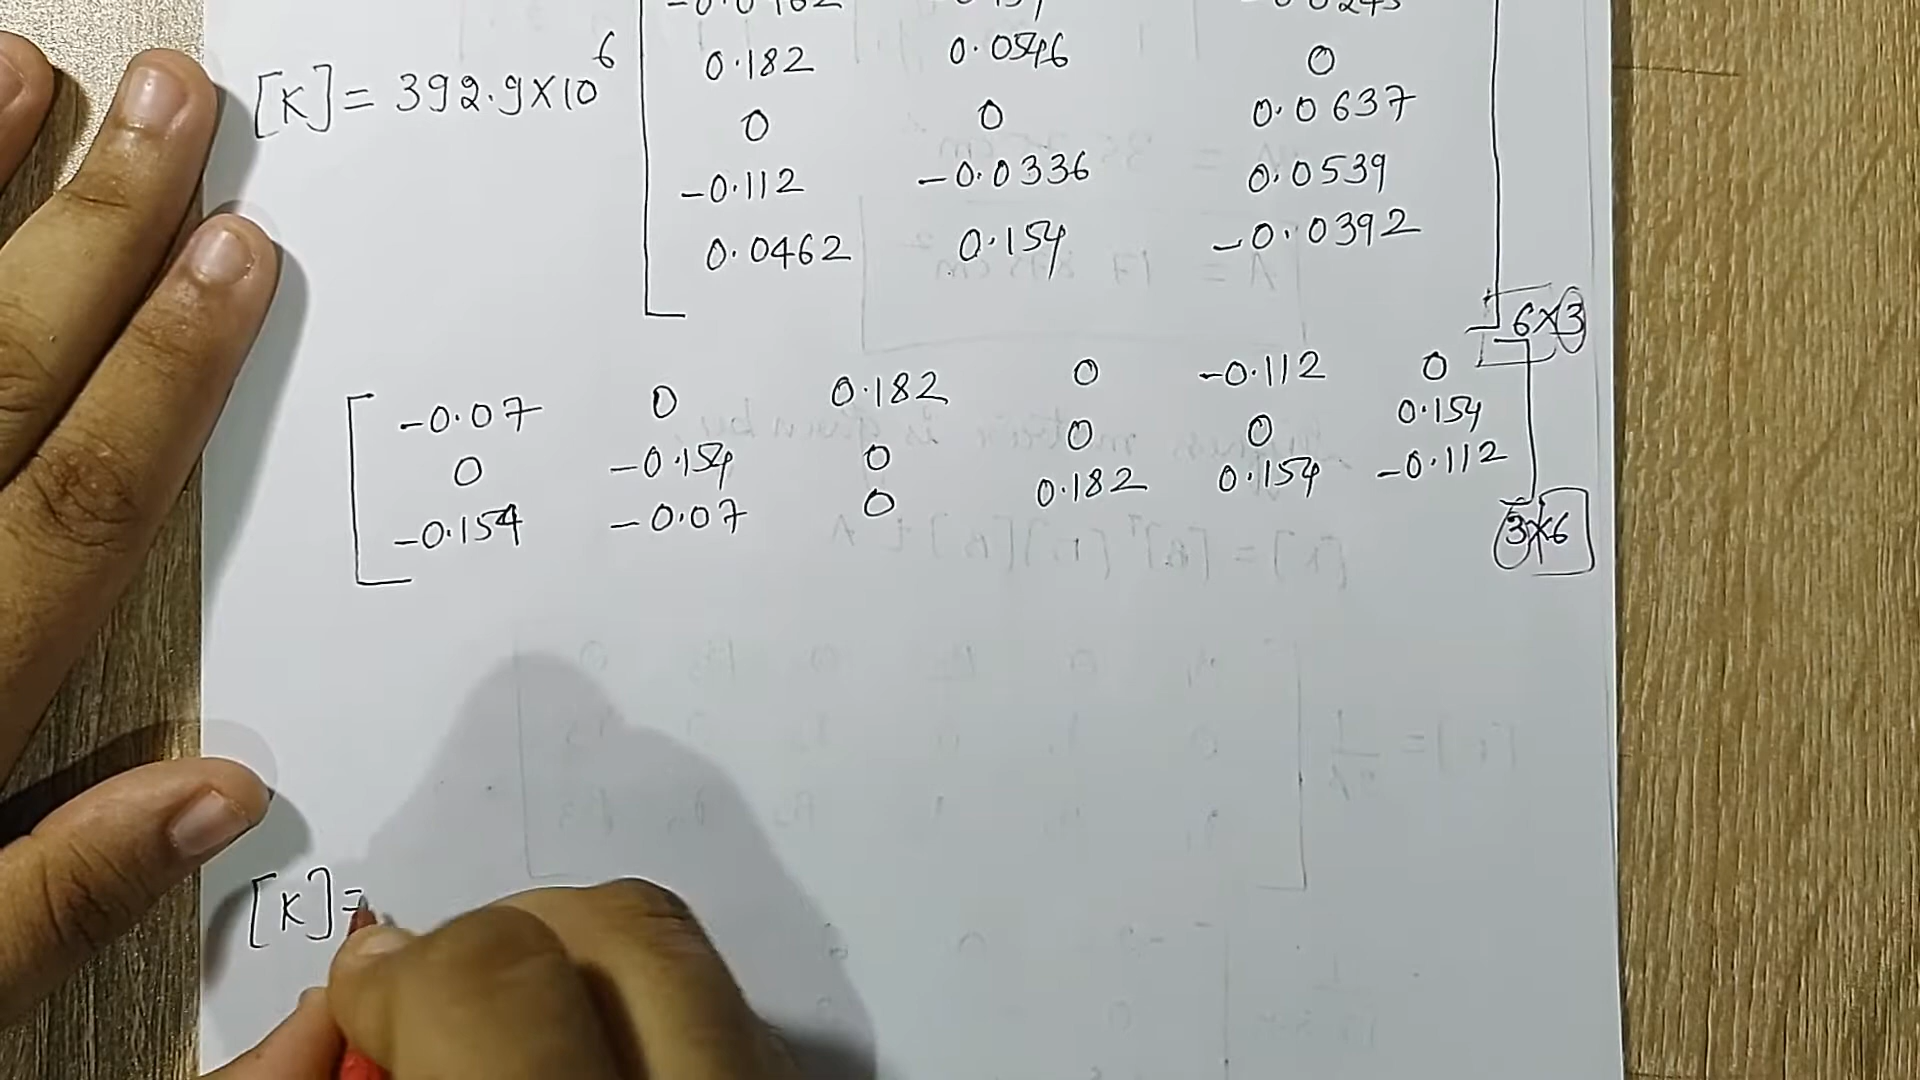 0.182 0.0546 0
[K] = 392.9×10⁶
0 0 0.0637
-0.112 -0.0336 0.0539
0.0462 0.154 -0.0392
6×3
-0.07 0 0.182 0 -0.112 0
0 -0.154 0 0 0 0.154
-0.154 -0.07 0 0.182 0.154 -0.112
3×6
[K] =